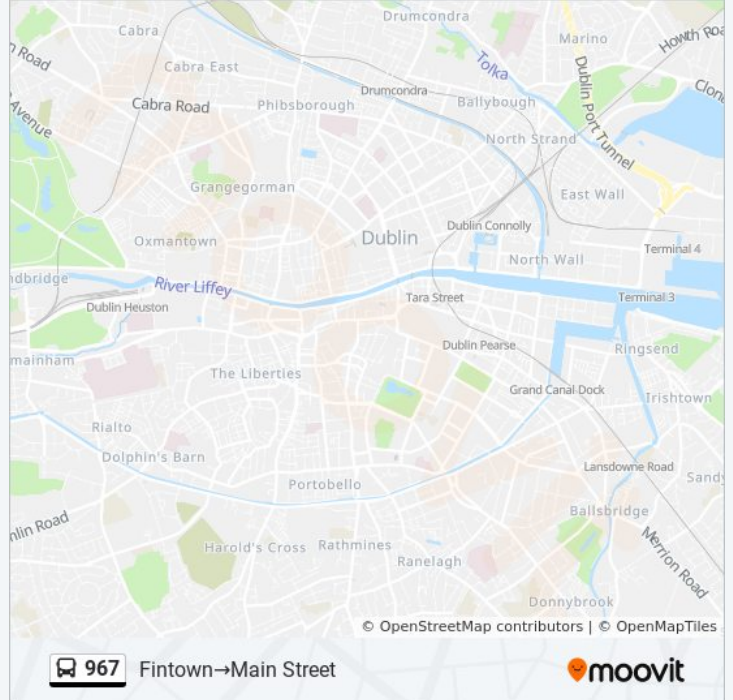 Drumcondra
Cabra
Marino
Howth Roa
n Road
Tolka
Cabra East
Dublin Port Tunnel
Drumcondra
Clon
Avenue
Cabra Road
Phibsborough
Ballybough
North Strand
Grangegorman
East Wall
Dublin Connolly
Oxmantown
Dublin
Terminal 4
North Wall
ndbridge
River Liffey
Tara Street
Terminal 3
Dublin Heuston
Dublin Pearse
Ringsend
mainham
The Liberties
Grand Canal Dock
Irishtown
Rialto
Dolphin's Barn
Lansdowne Road
Sandy
Portobello
Ballsbridge
nlin Road
Merrion Road
Harold's Cross
Rathmines
Ranelagh
Donnybrook
© OpenStreetMap contributors | © OpenMapTiles
967 Fintown→Main Street
moovit